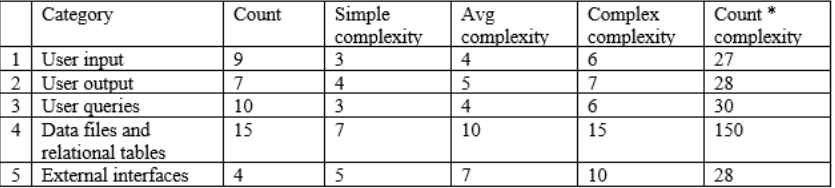 Category Count Simple complexity Avg complexity Complex complexity Count * complexity
1 User input 9 3 4 6 27
2 User output 7 4 5 7 28
3 User queries 10 3 4 6 30
4 Data files and relational tables 15 7 10 15 150
5 External interfaces 4 5 7 10 28